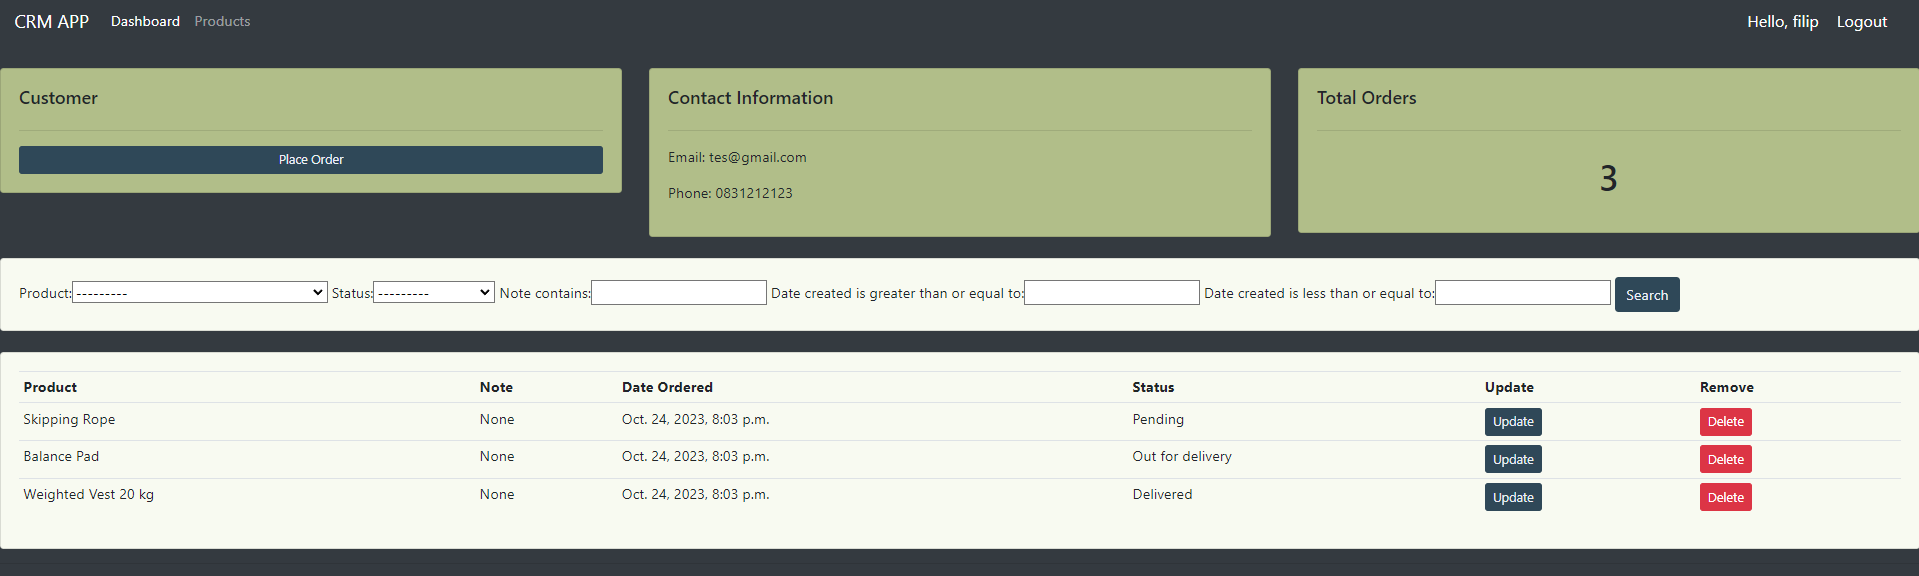 CRM APP Dashboard Products Hello, filip Logout
Customer
Place Order
Contact Information
Email: tes@gmail.com
Phone: 0831212123
Total Orders
3
Product: --------- Status: --------- Note contains: Date created is greater than or equal to: Date created is less than or equal to: Search
Product Note Date Ordered Status Update Remove
Skipping Rope None Oct. 24, 2023, 8:03 p.m. Pending Update Delete
Balance Pad None Oct. 24, 2023, 8:03 p.m. Out for delivery Update Delete
Weighted Vest 20 kg None Oct. 24, 2023, 8:03 p.m. Delivered Update Delete